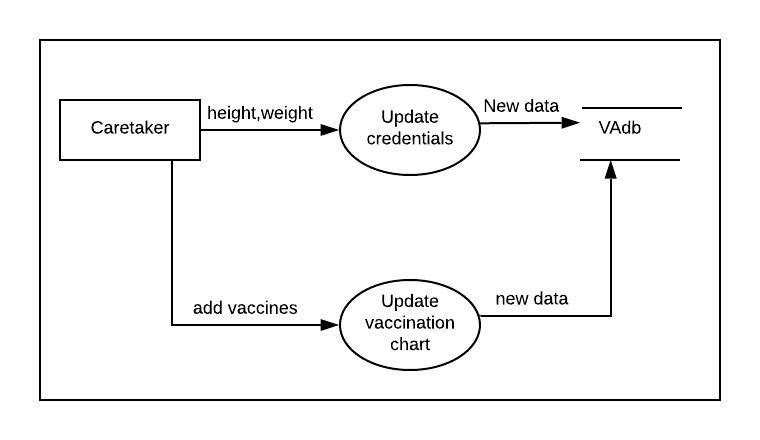 Caretaker
height,weight
Update
credentials
New data
VAdb
add vaccines
Update
vaccination
chart
new data